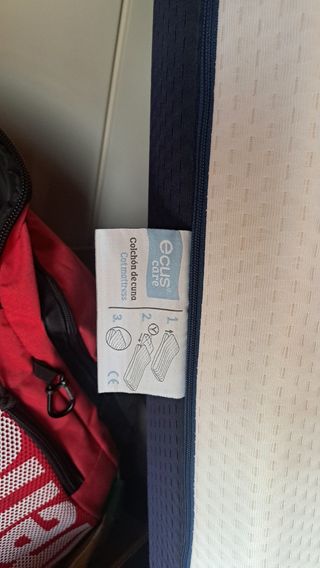 ecus
care
Colchón de cuna
Cot mattress
1.
2.
3.
CE